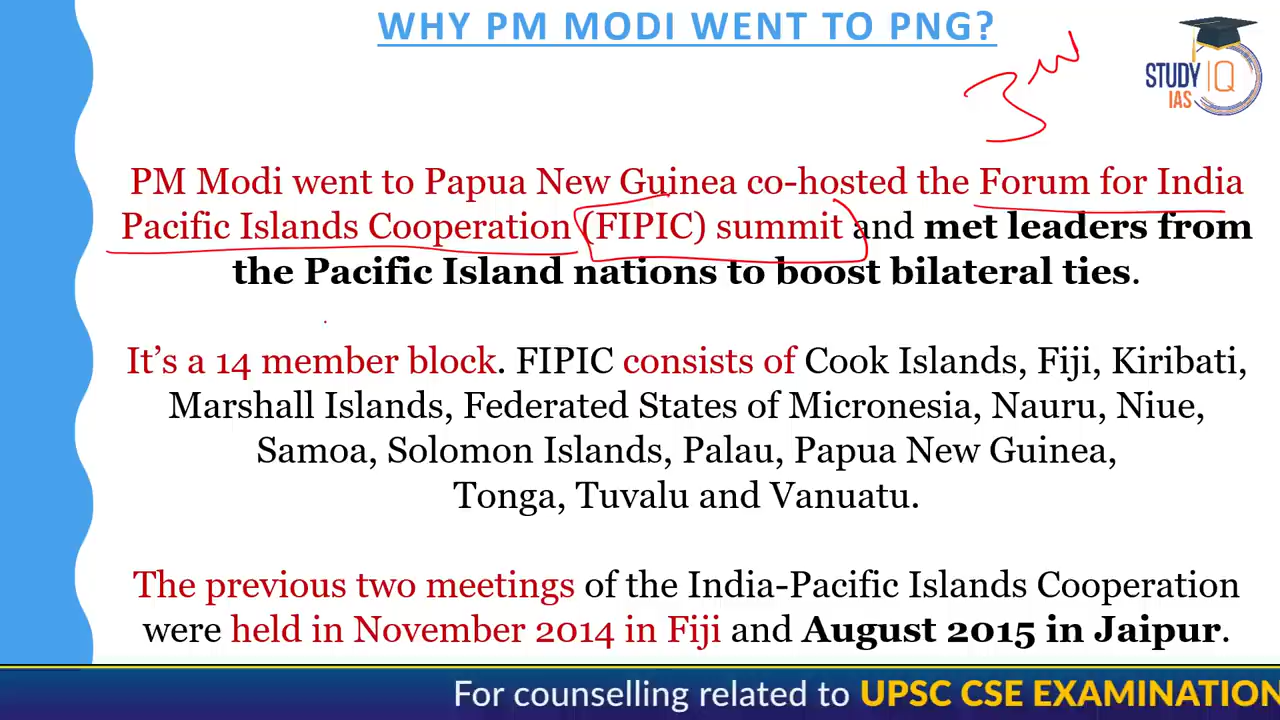 WHY PM MODI WENT TO PNG?
3rd
STUDY IQ
IAS
PM Modi went to Papua New Guinea co-hosted the Forum for India
Pacific Islands Cooperation (FIPIC) summit and met leaders from
the Pacific Island nations to boost bilateral ties.
It's a 14 member block. FIPIC consists of Cook Islands, Fiji, Kiribati,
Marshall Islands, Federated States of Micronesia, Nauru, Niue,
Samoa, Solomon Islands, Palau, Papua New Guinea,
Tonga, Tuvalu and Vanuatu.
The previous two meetings of the India-Pacific Islands Cooperation
were held in November 2014 in Fiji and August 2015 in Jaipur.
For counselling related to UPSC CSE EXAMINATION